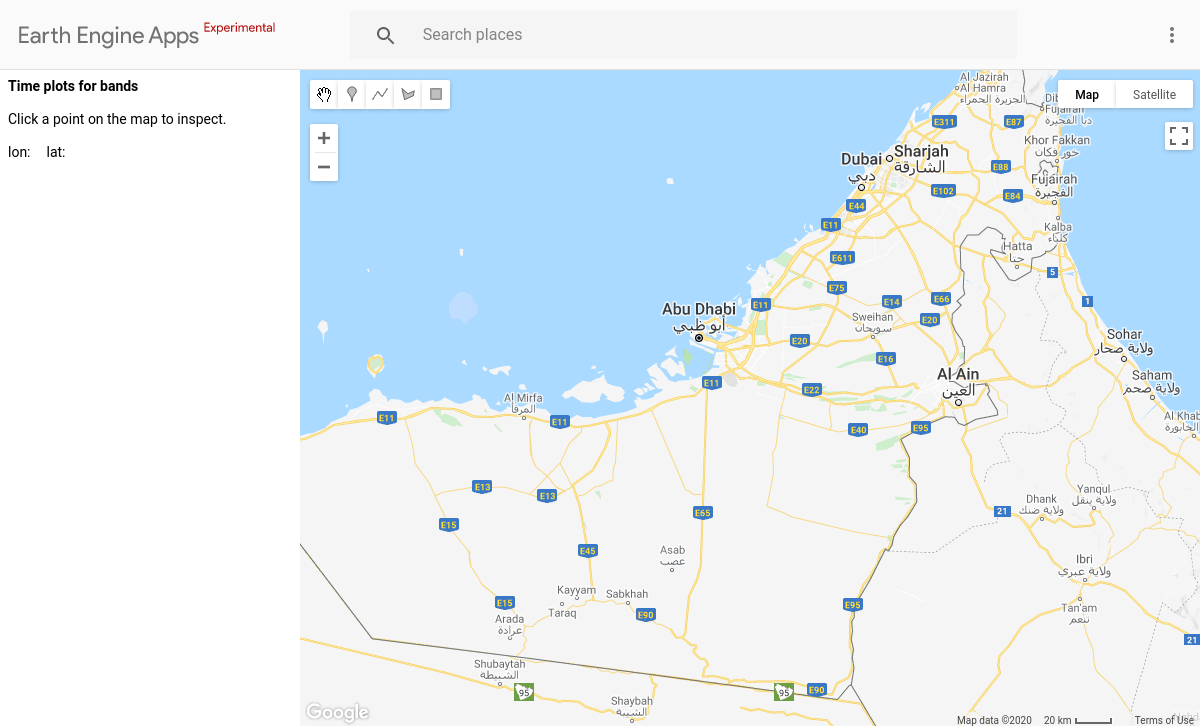 Earth Engine Apps Experimental
Search places
Time plots for bands
Click a point on the map to inspect.
lon: lat:
Map Satellite
Al Jazirah
Al Hamra
الجزيرة الحمراء
E311
E87
Khor Fakkan
خور فكان
Dubai
دبي
Sharjah
الشارقة
E88
Fujairah
الفجيرة
E102
E84
E44
E11
Kalba
كلباء
Hatta
حتا
E611
5
E75
E14
E66
1
Abu Dhabi
أبو ظبي
E11
Sweihan
سويحان
E20
E20
Sohar
ولاية صحار
E16
Al Ain
العين
Saham
ولاية صحم
E11
E22
Al Mirfa
المرفأ
E11
E11
E40
E95
Al Khab
الخابورة
E13
E13
Yanqul
ولاية ينقل
Dhank
ولاية ضنك
21
E65
E15
E45
Asab
عصب
Ibri
ولاية عبري
Kayyam
Sabkhah
Taraq
E15
E90
E95
Tan'am
تنعم
Arada
عرادة
21
Shubaytah
الشبيطة
95
95
E90
Shaybah
الشيبة
Google
Map data ©2020 20 km Terms of Use